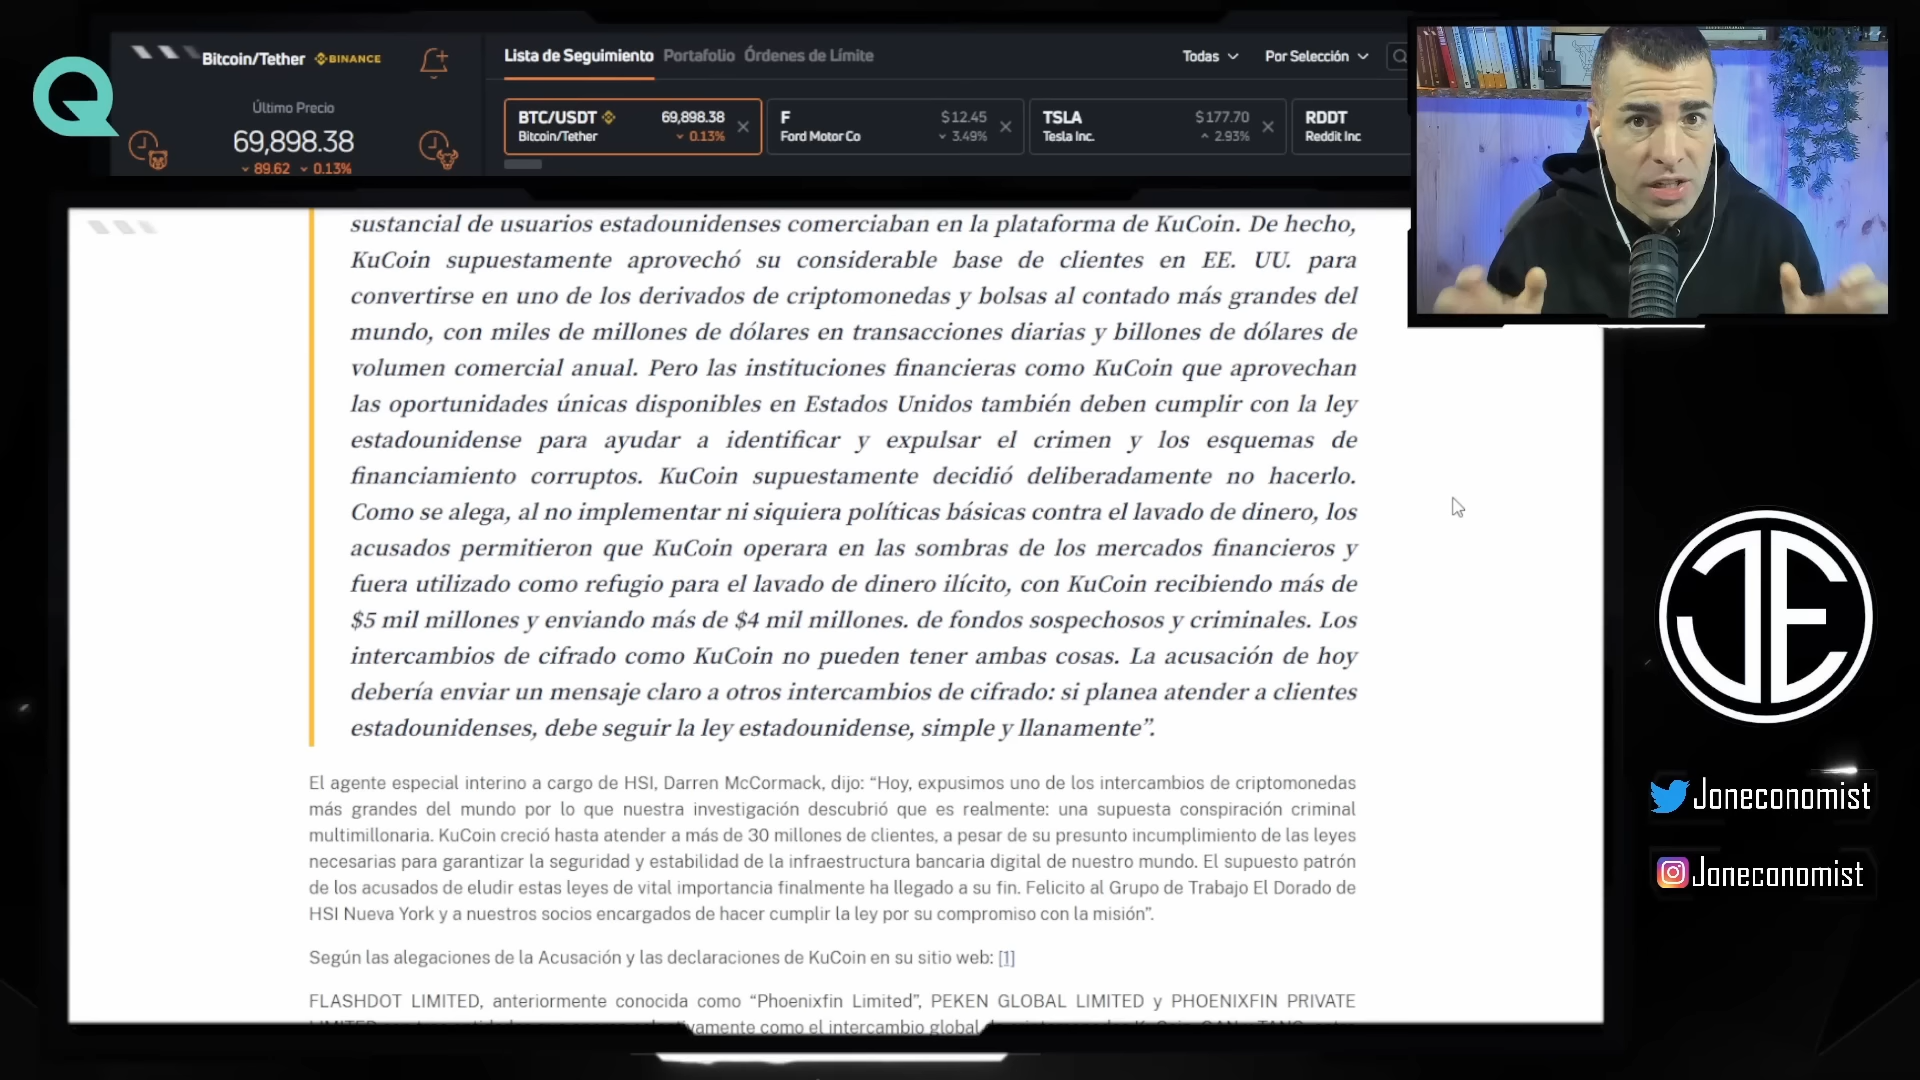 Bitcoin/Tether BINANCE
Último Precio
69,898.38
89.62 0.13%
Lista de Seguimiento Portafolio Órdenes de Límite
Todas Por Selección
BTC/USDT 69,898.38
Bitcoin/Tether 0.13%
F $12.45
Ford Motor Co 3.49%
TSLA $177.70
Tesla Inc. 2.93%
RDDT
Reddit Inc
sustancial de usuarios estadounidenses comerciaban en la plataforma de KuCoin. De hecho,
KuCoin supuestamente aprovechó su considerable base de clientes en EE. UU. para
convertirse en uno de los derivados de criptomonedas y bolsas al contado más grandes del
mundo, con miles de millones de dólares en transacciones diarias y billones de dólares de
volumen comercial anual. Pero las instituciones financieras como KuCoin que aprovechan
las oportunidades únicas disponibles en Estados Unidos también deben cumplir con la ley
estadounidense para ayudar a identificar y expulsar el crimen y los esquemas de
financiamiento corruptos. KuCoin supuestamente decidió deliberadamente no hacerlo.
Como se alega, al no implementar ni siquiera políticas básicas contra el lavado de dinero, los
acusados permitieron que KuCoin operara en las sombras de los mercados financieros y
fuera utilizado como refugio para el lavado de dinero ilícito, con KuCoin recibiendo más de
$5 mil millones y enviando más de $4 mil millones. de fondos sospechosos y criminales. Los
intercambios de cifrado como KuCoin no pueden tener ambas cosas. La acusación de hoy
debería enviar un mensaje claro a otros intercambios de cifrado: si planea atender a clientes
estadounidenses, debe seguir la ley estadounidense, simple y llanamente”.
El agente especial interino a cargo de HSI, Darren McCormack, dijo: “Hoy, expusimos uno de los intercambios de criptomonedas
más grandes del mundo por lo que nuestra investigación descubrió que es realmente: una supuesta conspiración criminal
multimillonaria. KuCoin creció hasta atender a más de 30 millones de clientes, a pesar de su presunto incumplimiento de las leyes
necesarias para garantizar la seguridad y estabilidad de la infraestructura bancaria digital de nuestro mundo. El supuesto patrón
de los acusados de eludir estas leyes de vital importancia finalmente ha llegado a su fin. Felicito al Grupo de Trabajo El Dorado de
HSI Nueva York y a nuestros socios encargados de hacer cumplir la ley por su compromiso con la misión”.
Según las alegaciones de la Acusación y las declaraciones de KuCoin en su sitio web: [1]
FLASHDOT LIMITED, anteriormente conocida como “Phoenixfin Limited”, PEKEN GLOBAL LIMITED y PHOENIXFIN PRIVATE
como el intercambio global
JE
Joneconomist
Joneconomist